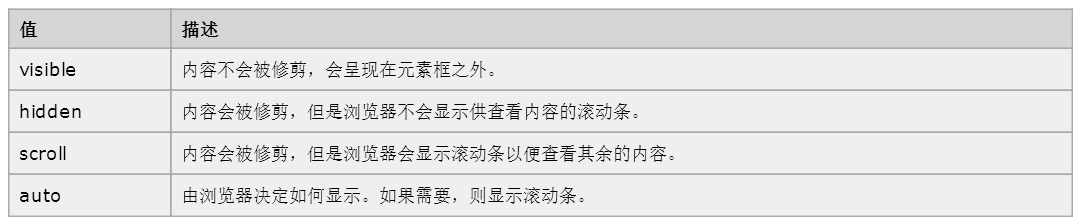 值 描述
visible 内容不会被修剪，会呈现在元素框之外。
hidden 内容会被修剪，但是浏览器不会显示供查看内容的滚动条。
scroll 内容会被修剪，但是浏览器会显示滚动条以便查看其余的内容。
auto 由浏览器决定如何显示。如果需要，则显示滚动条。